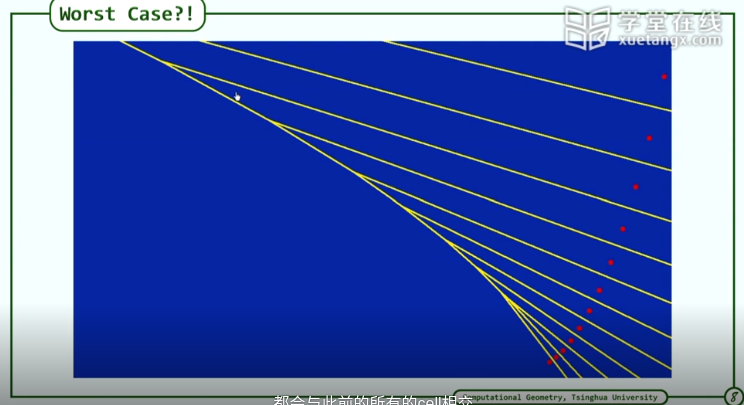 Worst Case?!
学堂在线
xuetangx.com
都会与此前的所有的cell相交
Computational Geometry, Tsinghua University
8